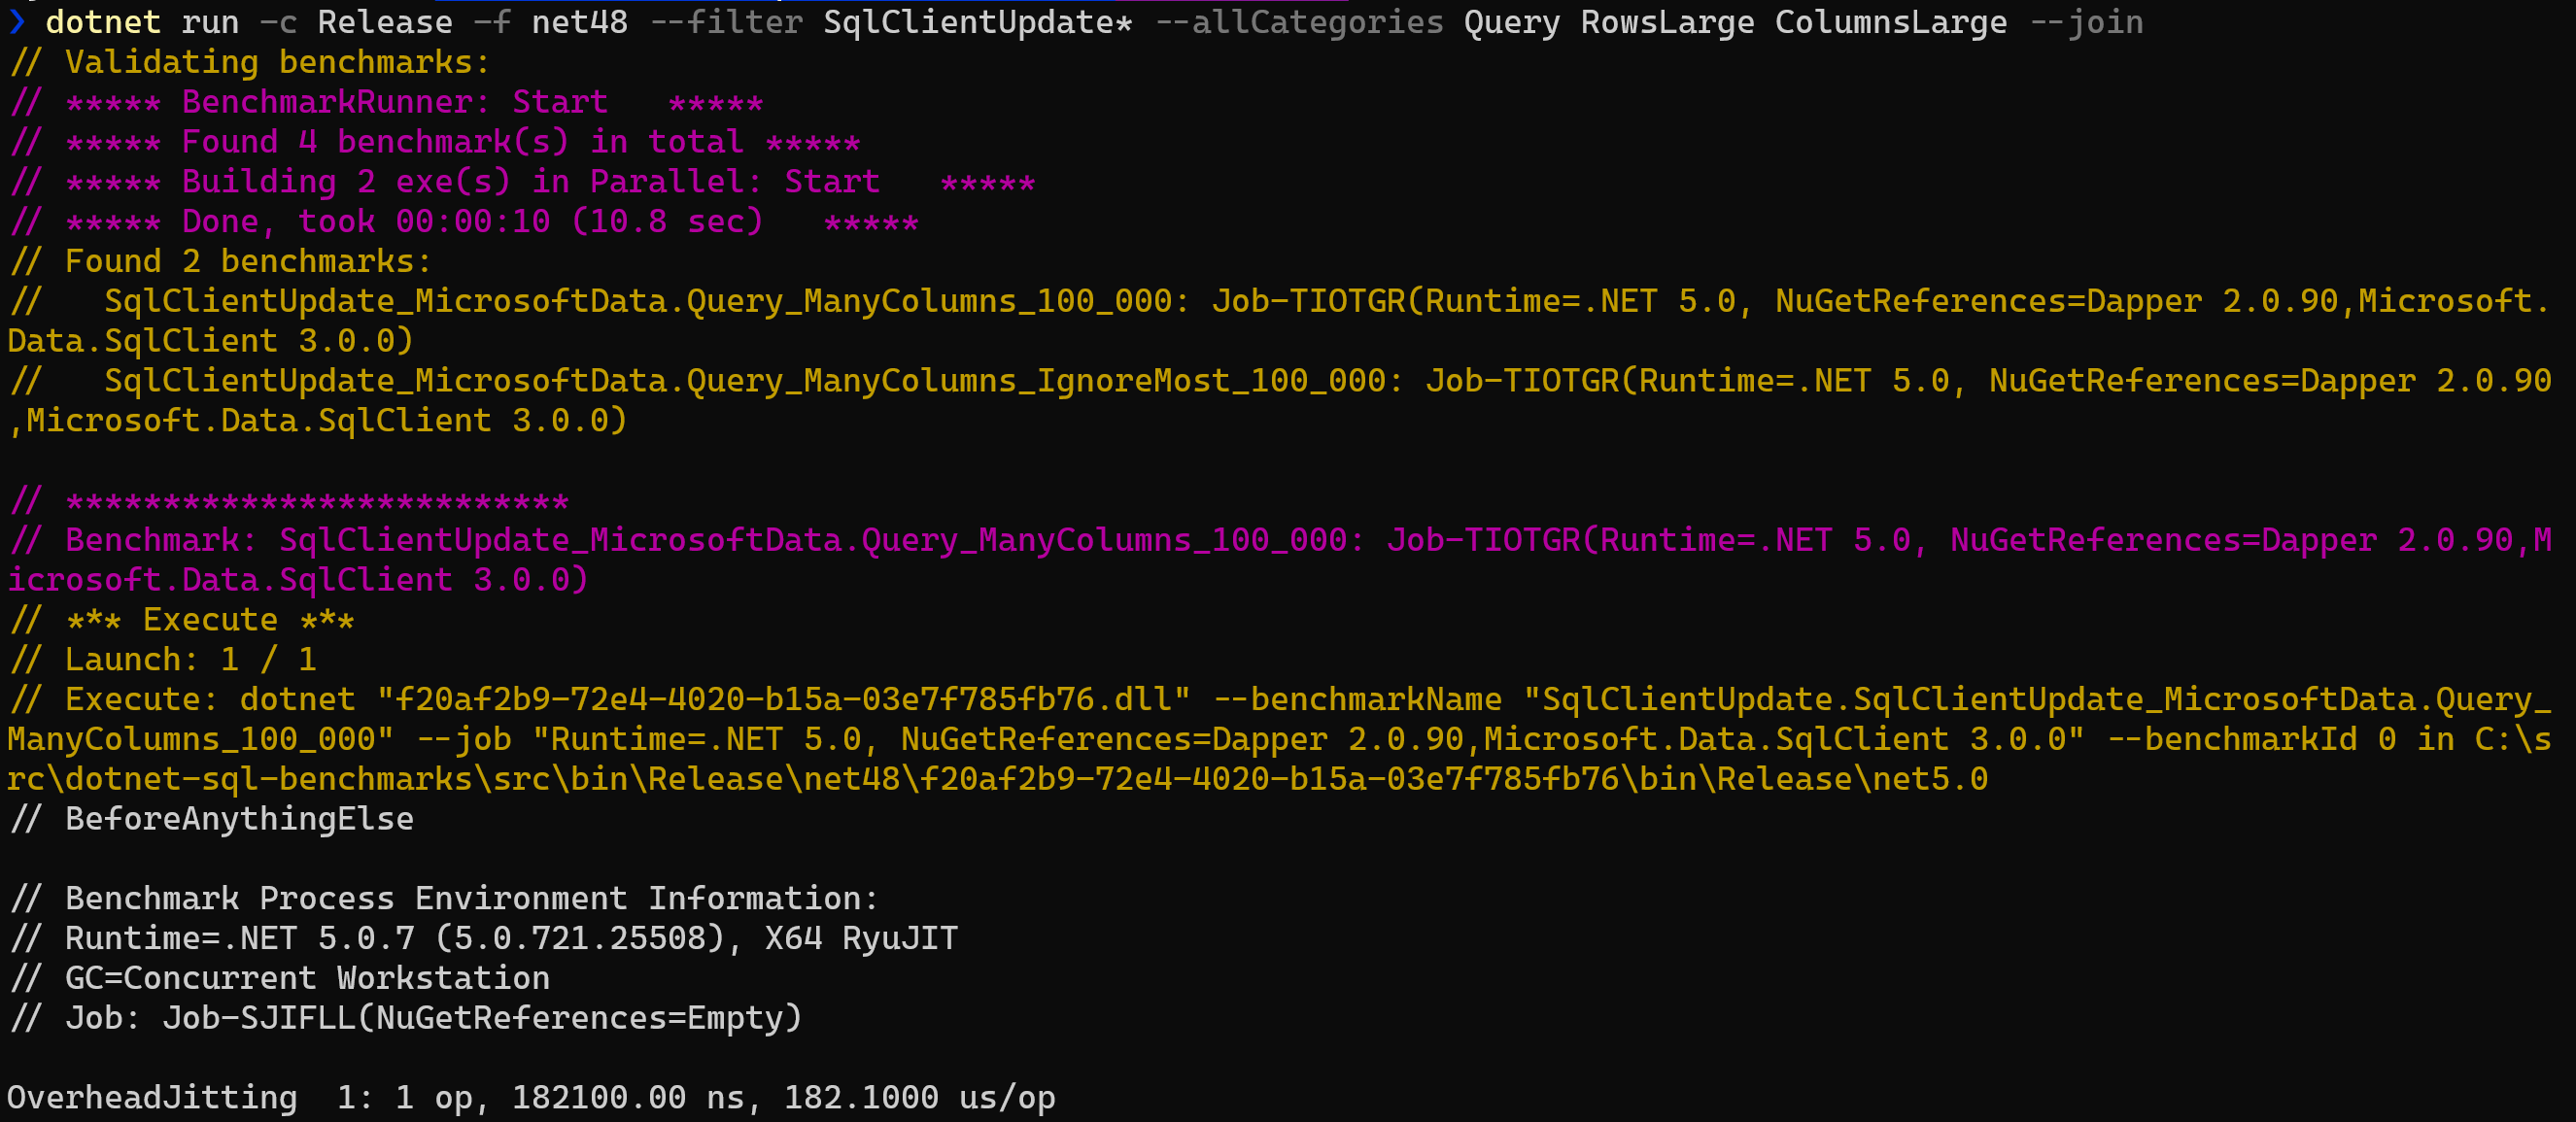 ❯ dotnet run -c Release -f net48 --filter SqlClientUpdate* --allCategories Query RowsLarge ColumnsLarge --join
// Validating benchmarks:
// ***** BenchmarkRunner: Start   *****
// ***** Found 4 benchmark(s) in total *****
// ***** Building 2 exe(s) in Parallel: Start   *****
// ***** Done, took 00:00:10 (10.8 sec)   *****
// Found 2 benchmarks:
//   SqlClientUpdate_MicrosoftData.Query_ManyColumns_100_000: Job-TIOTGR(Runtime=.NET 5.0, NuGetReferences=Dapper 2.0.90,Microsoft.
Data.SqlClient 3.0.0)
//   SqlClientUpdate_MicrosoftData.Query_ManyColumns_IgnoreMost_100_000: Job-TIOTGR(Runtime=.NET 5.0, NuGetReferences=Dapper 2.0.90
,Microsoft.Data.SqlClient 3.0.0)

// **************************
// Benchmark: SqlClientUpdate_MicrosoftData.Query_ManyColumns_100_000: Job-TIOTGR(Runtime=.NET 5.0, NuGetReferences=Dapper 2.0.90,M
icrosoft.Data.SqlClient 3.0.0)
// *** Execute ***
// Launch: 1 / 1
// Execute: dotnet "f20af2b9-72e4-4020-b15a-03e7f785fb76.dll" --benchmarkName "SqlClientUpdate.SqlClientUpdate_MicrosoftData.Query_
ManyColumns_100_000" --job "Runtime=.NET 5.0, NuGetReferences=Dapper 2.0.90,Microsoft.Data.SqlClient 3.0.0" --benchmarkId 0 in C:\s
rc\dotnet-sql-benchmarks\src\bin\Release\net48\f20af2b9-72e4-4020-b15a-03e7f785fb76\bin\Release\net5.0
// BeforeAnythingElse

// Benchmark Process Environment Information:
// Runtime=.NET 5.0.7 (5.0.721.25508), X64 RyuJIT
// GC=Concurrent Workstation
// Job: Job-SJIFLL(NuGetReferences=Empty)

OverheadJitting  1: 1 op, 182100.00 ns, 182.1000 us/op